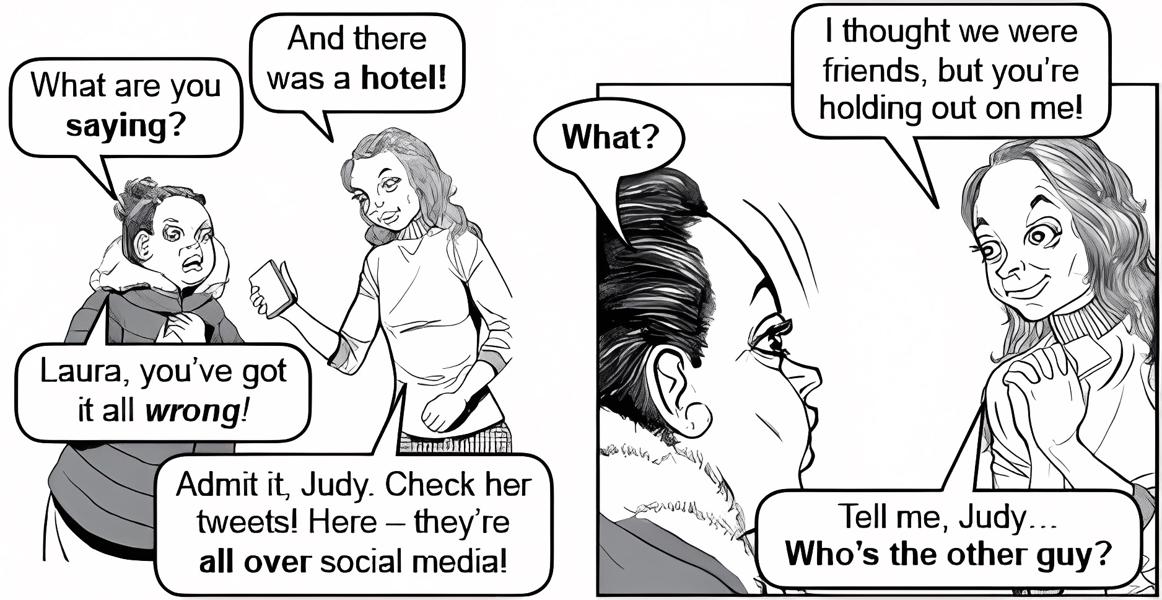 What are you
saying?
And there
was a hotel!
Laura, you've got
it all wrong!
Admit it, Judy. Check her
tweets! Here – they're
all over social media!
I thought we were
friends, but you're
holding out on me!
What?
Tell me, Judy...
Who's the other guy?